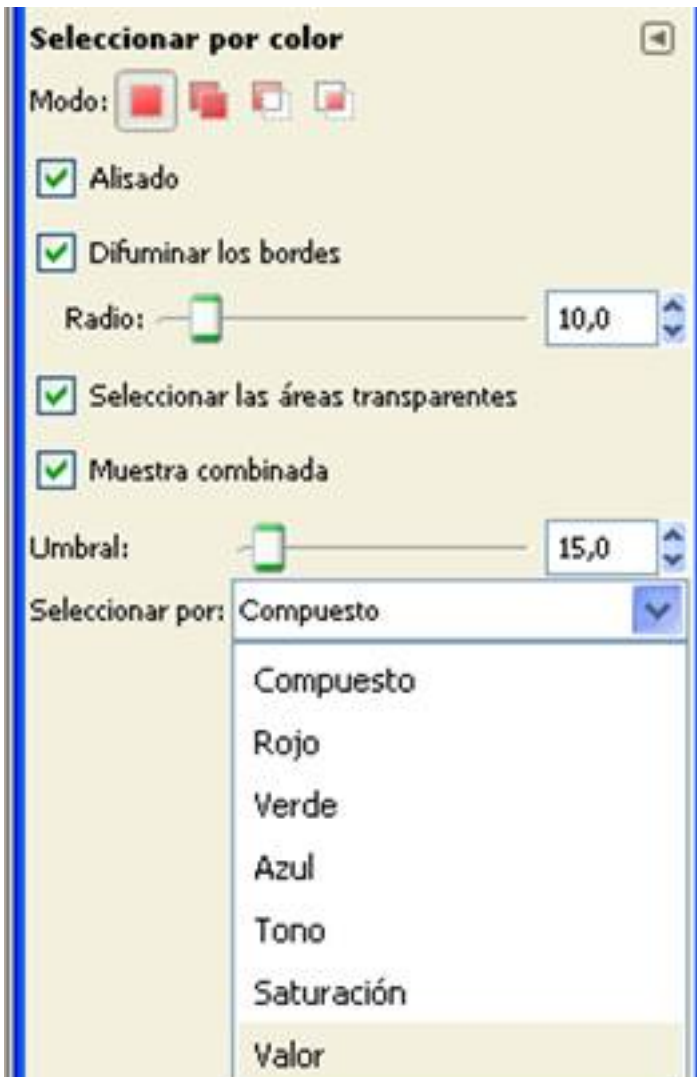 Seleccionar por color
Modo:
Alisado
Difuminar los bordes
Radio: 10,0
Seleccionar las áreas transparentes
Muestra combinada
Umbral: 15,0
Seleccionar por: Compuesto
Compuesto
Rojo
Verde
Azul
Tono
Saturación
Valor